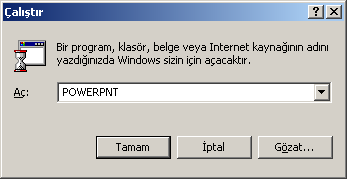 Çalıştır
Bir program, klasör, belge veya Internet kaynağının adını
yazdığınızda Windows sizin için açacaktır.
Aç: POWERPNT
Tamam İptal Gözat...